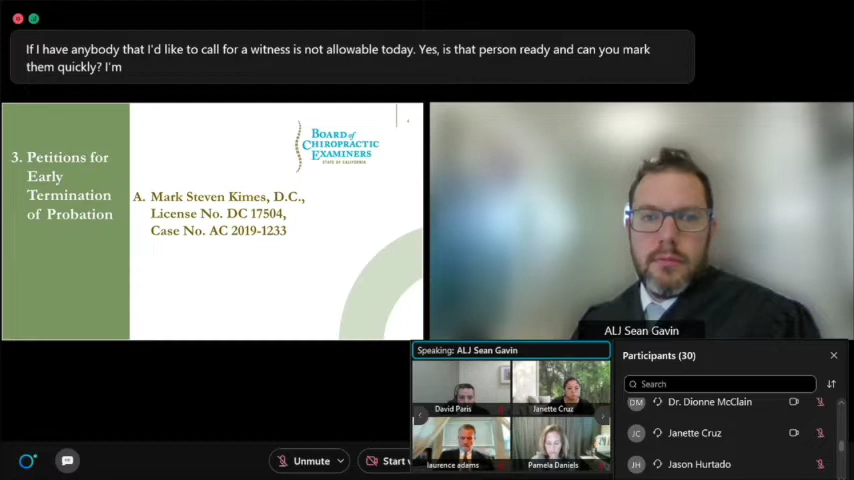 If I have anybody that I'd like to call for a witness is not allowable today. Yes, is that person ready and can you mark
them quickly? I'm
3. Petitions for
Early
Termination
of Probation
BOARD of
CHIROPRACTIC
EXAMINERS
STATE OF CALIFORNIA
A. Mark Steven Kimes, D.C.,
License No. DC 17504,
Case No. AC 2019-1233
ALJ Sean Gavin
Speaking: ALJ Sean Gavin
David Paris
Janette Cruz
laurence adams
Pamela Daniels
Participants (30)
Search
DM Dr. Dionne McClain
JC Janette Cruz
JH Jason Hurtado
Unmute
Start v